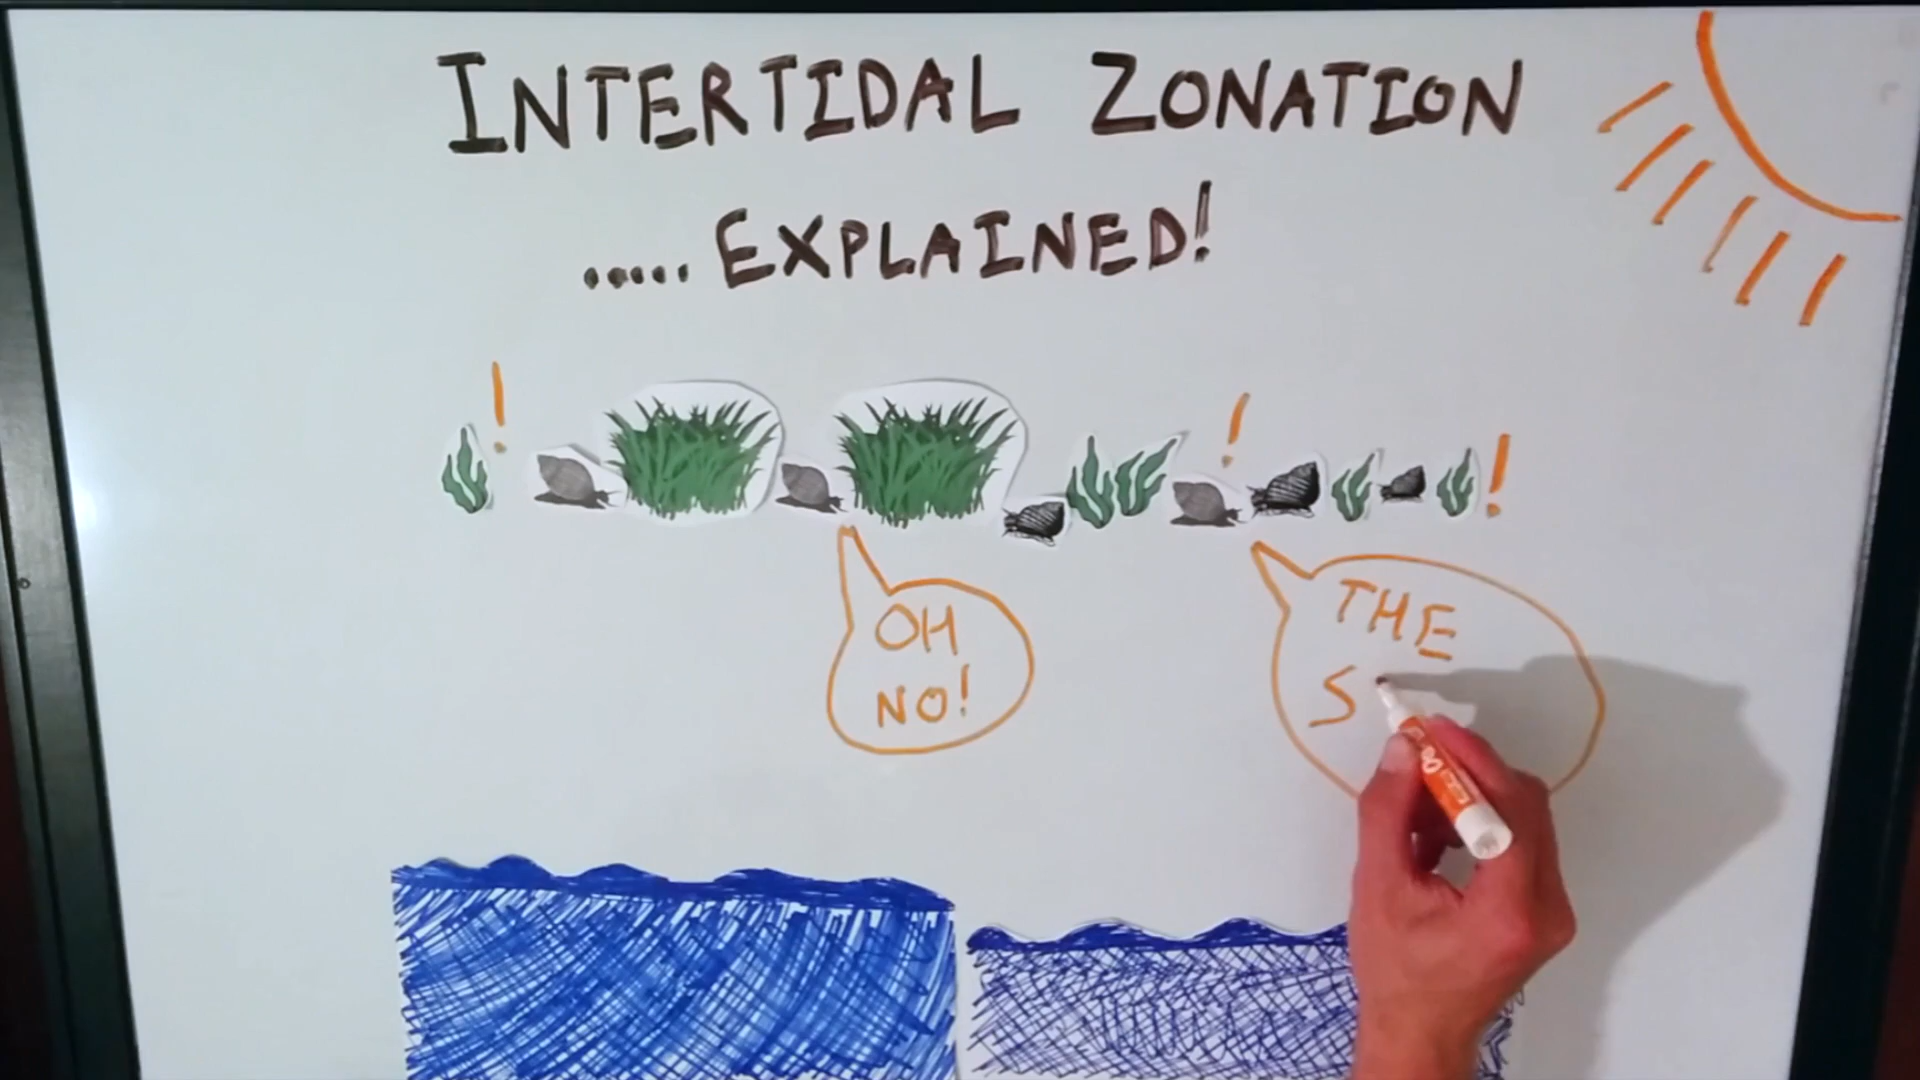 INTERTIDAL ZONATION
.....EXPLAINED!
!
!
!
OH
NO!
THE
S